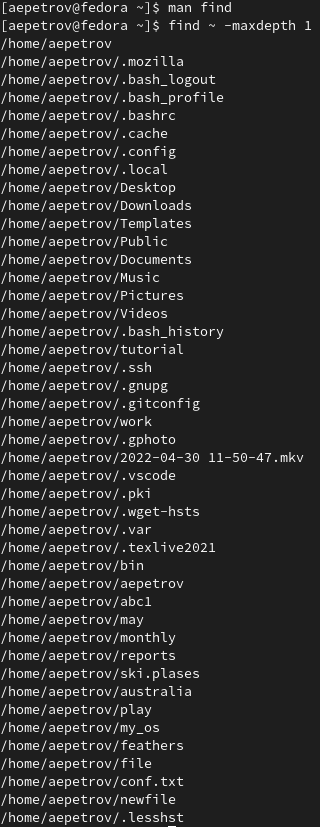 [aepetrov@fedora ~]$ man find
[aepetrov@fedora ~]$ find ~ -maxdepth 1
/home/aepetrov
/home/aepetrov/.mozilla
/home/aepetrov/.bash_logout
/home/aepetrov/.bash_profile
/home/aepetrov/.bashrc
/home/aepetrov/.cache
/home/aepetrov/.config
/home/aepetrov/.local
/home/aepetrov/Desktop
/home/aepetrov/Downloads
/home/aepetrov/Templates
/home/aepetrov/Public
/home/aepetrov/Documents
/home/aepetrov/Music
/home/aepetrov/Pictures
/home/aepetrov/Videos
/home/aepetrov/.bash_history
/home/aepetrov/tutorial
/home/aepetrov/.ssh
/home/aepetrov/.gnupg
/home/aepetrov/.gitconfig
/home/aepetrov/work
/home/aepetrov/.gphoto
/home/aepetrov/2022-04-30 11-50-47.mkv
/home/aepetrov/.vscode
/home/aepetrov/.pki
/home/aepetrov/.wget-hsts
/home/aepetrov/.var
/home/aepetrov/.texlive2021
/home/aepetrov/bin
/home/aepetrov/aepetrov
/home/aepetrov/abc1
/home/aepetrov/may
/home/aepetrov/monthly
/home/aepetrov/reports
/home/aepetrov/ski.plases
/home/aepetrov/australia
/home/aepetrov/play
/home/aepetrov/my_os
/home/aepetrov/feathers
/home/aepetrov/file
/home/aepetrov/conf.txt
/home/aepetrov/newfile
/home/aepetrov/.lesshst